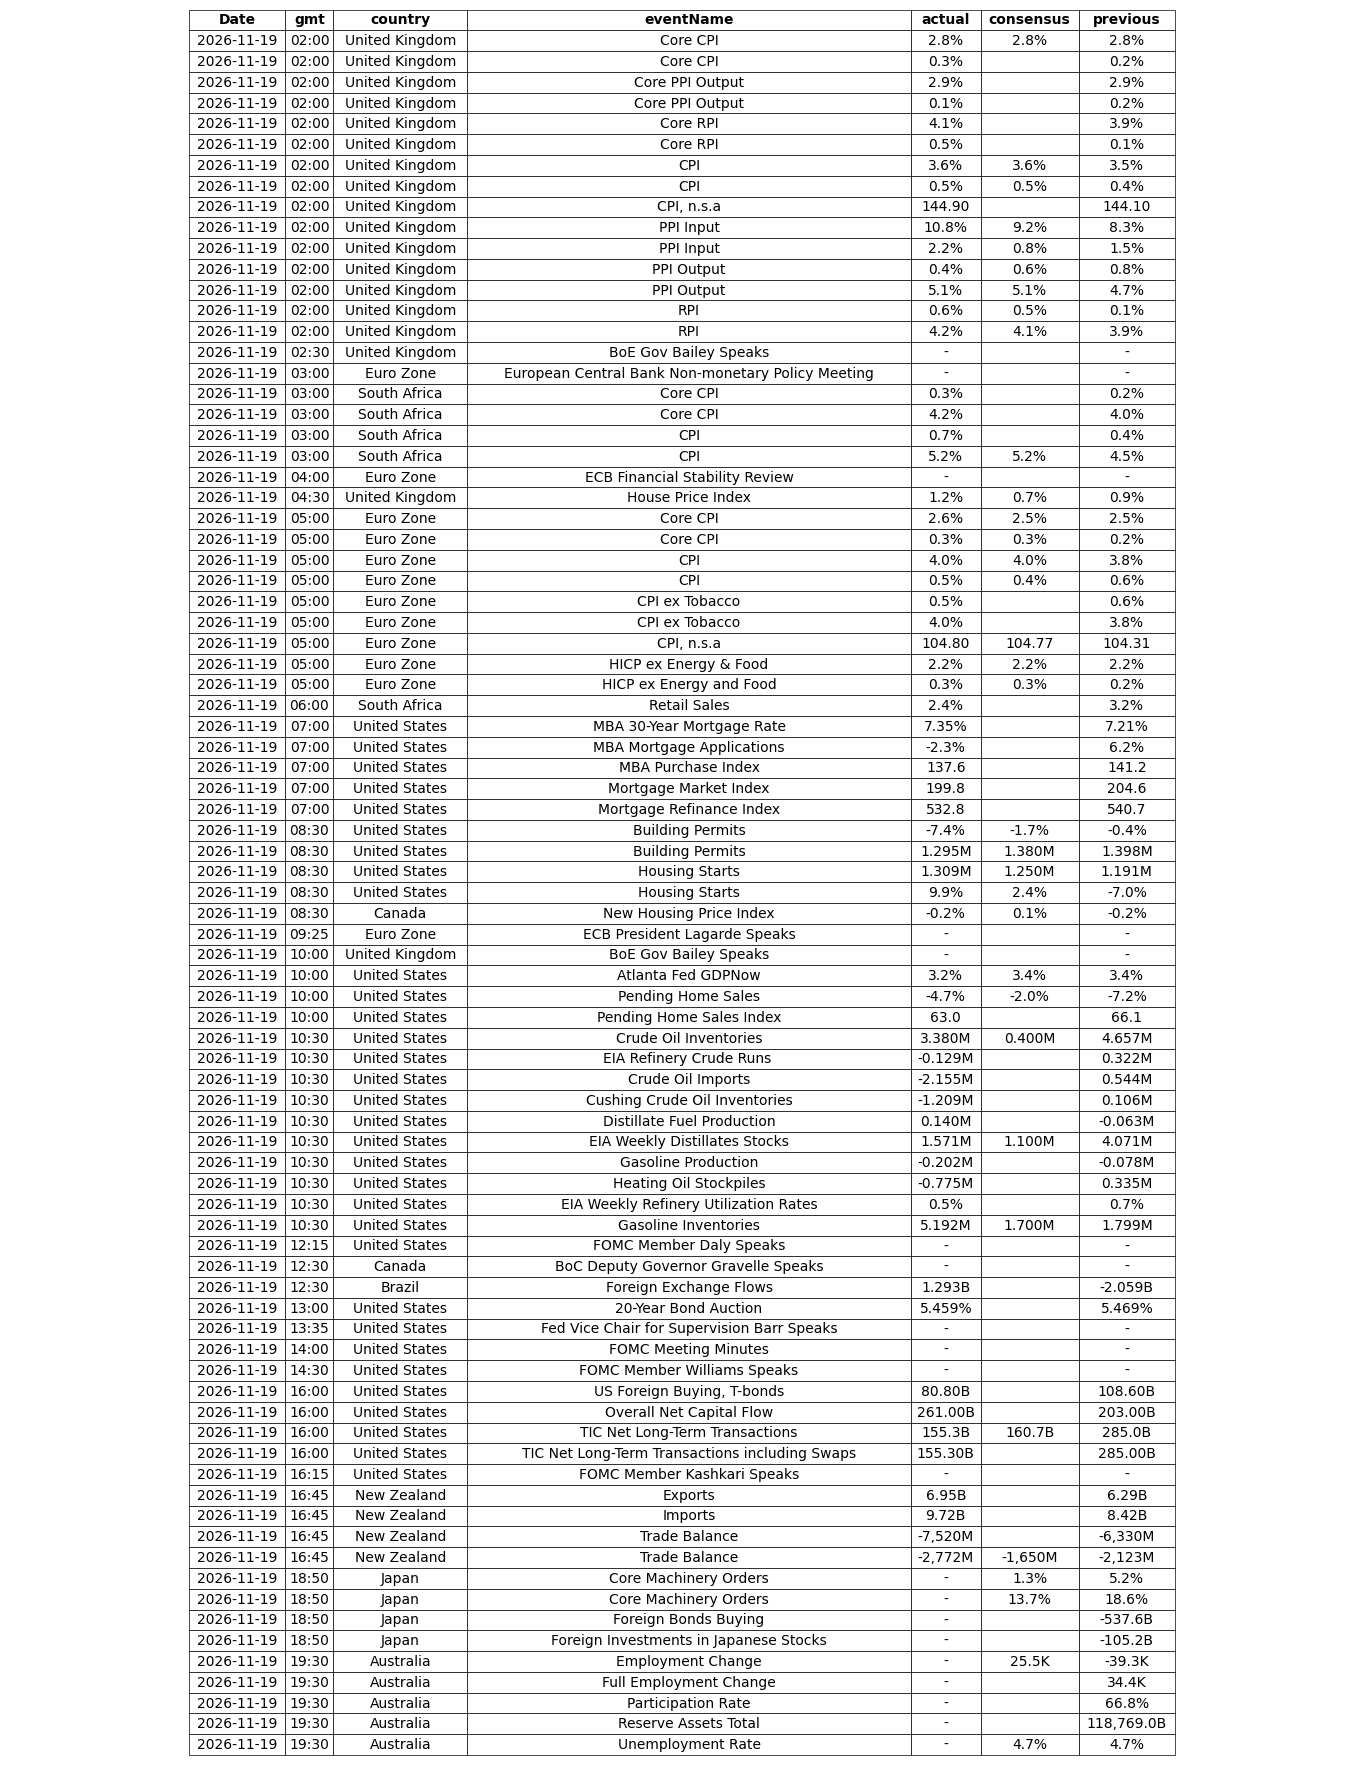 Date gmt country eventName actual consensus previous
2026-11-19 02:00 United Kingdom Core CPI 2.8% 2.8% 2.8%
2026-11-19 02:00 United Kingdom Core CPI 0.3% 0.2%
2026-11-19 02:00 United Kingdom Core PPI Output 2.9% 2.9%
2026-11-19 02:00 United Kingdom Core PPI Output 0.1% 0.2%
2026-11-19 02:00 United Kingdom Core RPI 4.1% 3.9%
2026-11-19 02:00 United Kingdom Core RPI 0.5% 0.1%
2026-11-19 02:00 United Kingdom CPI 3.6% 3.6% 3.5%
2026-11-19 02:00 United Kingdom CPI 0.5% 0.5% 0.4%
2026-11-19 02:00 United Kingdom CPI, n.s.a 144.90 144.10
2026-11-19 02:00 United Kingdom PPI Input 10.8% 9.2% 8.3%
2026-11-19 02:00 United Kingdom PPI Input 2.2% 0.8% 1.5%
2026-11-19 02:00 United Kingdom PPI Output 0.4% 0.6% 0.8%
2026-11-19 02:00 United Kingdom PPI Output 5.1% 5.1% 4.7%
2026-11-19 02:00 United Kingdom RPI 0.6% 0.5% 0.1%
2026-11-19 02:00 United Kingdom RPI 4.2% 4.1% 3.9%
2026-11-19 02:30 United Kingdom BoE Gov Bailey Speaks - -
2026-11-19 03:00 Euro Zone European Central Bank Non-monetary Policy Meeting - -
2026-11-19 03:00 South Africa Core CPI 0.3% 0.2%
2026-11-19 03:00 South Africa Core CPI 4.2% 4.0%
2026-11-19 03:00 South Africa CPI 0.7% 0.4%
2026-11-19 03:00 South Africa CPI 5.2% 5.2% 4.5%
2026-11-19 04:00 Euro Zone ECB Financial Stability Review - -
2026-11-19 04:30 United Kingdom House Price Index 1.2% 0.7% 0.9%
2026-11-19 05:00 Euro Zone Core CPI 2.6% 2.5% 2.5%
2026-11-19 05:00 Euro Zone Core CPI 0.3% 0.3% 0.2%
2026-11-19 05:00 Euro Zone CPI 4.0% 4.0% 3.8%
2026-11-19 05:00 Euro Zone CPI 0.5% 0.4% 0.6%
2026-11-19 05:00 Euro Zone CPI ex Tobacco 0.5% 0.6%
2026-11-19 05:00 Euro Zone CPI ex Tobacco 4.0% 3.8%
2026-11-19 05:00 Euro Zone CPI, n.s.a 104.80 104.77 104.31
2026-11-19 05:00 Euro Zone HICP ex Energy & Food 2.2% 2.2% 2.2%
2026-11-19 05:00 Euro Zone HICP ex Energy and Food 0.3% 0.3% 0.2%
2026-11-19 06:00 South Africa Retail Sales 2.4% 3.2%
2026-11-19 07:00 United States MBA 30-Year Mortgage Rate 7.35% 7.21%
2026-11-19 07:00 United States MBA Mortgage Applications -2.3% 6.2%
2026-11-19 07:00 United States MBA Purchase Index 137.6 141.2
2026-11-19 07:00 United States Mortgage Market Index 199.8 204.6
2026-11-19 07:00 United States Mortgage Refinance Index 532.8 540.7
2026-11-19 08:30 United States Building Permits -7.4% -1.7% -0.4%
2026-11-19 08:30 United States Building Permits 1.295M 1.380M 1.398M
2026-11-19 08:30 United States Housing Starts 1.309M 1.250M 1.191M
2026-11-19 08:30 United States Housing Starts 9.9% 2.4% -7.0%
2026-11-19 08:30 Canada New Housing Price Index -0.2% 0.1% -0.2%
2026-11-19 09:25 Euro Zone ECB President Lagarde Speaks - -
2026-11-19 10:00 United Kingdom BoE Gov Bailey Speaks - -
2026-11-19 10:00 United States Atlanta Fed GDPNow 3.2% 3.4% 3.4%
2026-11-19 10:00 United States Pending Home Sales -4.7% -2.0% -7.2%
2026-11-19 10:00 United States Pending Home Sales Index 63.0 66.1
2026-11-19 10:30 United States Crude Oil Inventories 3.380M 0.400M 4.657M
2026-11-19 10:30 United States EIA Refinery Crude Runs -0.129M 0.322M
2026-11-19 10:30 United States Crude Oil Imports -2.155M 0.544M
2026-11-19 10:30 United States Cushing Crude Oil Inventories -1.209M 0.106M
2026-11-19 10:30 United States Distillate Fuel Production 0.140M -0.063M
2026-11-19 10:30 United States EIA Weekly Distillates Stocks 1.571M 1.100M 4.071M
2026-11-19 10:30 United States Gasoline Production -0.202M -0.078M
2026-11-19 10:30 United States Heating Oil Stockpiles -0.775M 0.335M
2026-11-19 10:30 United States EIA Weekly Refinery Utilization Rates 0.5% 0.7%
2026-11-19 10:30 United States Gasoline Inventories 5.192M 1.700M 1.799M
2026-11-19 12:15 United States FOMC Member Daly Speaks - -
2026-11-19 12:30 Canada BoC Deputy Governor Gravelle Speaks - -
2026-11-19 12:30 Brazil Foreign Exchange Flows 1.293B -2.059B
2026-11-19 13:00 United States 20-Year Bond Auction 5.459% 5.469%
2026-11-19 13:35 United States Fed Vice Chair for Supervision Barr Speaks - -
2026-11-19 14:00 United States FOMC Meeting Minutes - -
2026-11-19 14:30 United States FOMC Member Williams Speaks - -
2026-11-19 16:00 United States US Foreign Buying, T-bonds 80.80B 108.60B
2026-11-19 16:00 United States Overall Net Capital Flow 261.00B 203.00B
2026-11-19 16:00 United States TIC Net Long-Term Transactions 155.3B 160.7B 285.0B
2026-11-19 16:00 United States TIC Net Long-Term Transactions including Swaps 155.30B 285.00B
2026-11-19 16:15 United States FOMC Member Kashkari Speaks - -
2026-11-19 16:45 New Zealand Exports 6.95B 6.29B
2026-11-19 16:45 New Zealand Imports 9.72B 8.42B
2026-11-19 16:45 New Zealand Trade Balance -7,520M -6,330M
2026-11-19 16:45 New Zealand Trade Balance -2,772M -1,650M -2,123M
2026-11-19 18:50 Japan Core Machinery Orders - 1.3% 5.2%
2026-11-19 18:50 Japan Core Machinery Orders - 13.7% 18.6%
2026-11-19 18:50 Japan Foreign Bonds Buying - -537.6B
2026-11-19 18:50 Japan Foreign Investments in Japanese Stocks - -105.2B
2026-11-19 19:30 Australia Employment Change - 25.5K -39.3K
2026-11-19 19:30 Australia Full Employment Change - 34.4K
2026-11-19 19:30 Australia Participation Rate - 66.8%
2026-11-19 19:30 Australia Reserve Assets Total - 118,769.0B
2026-11-19 19:30 Australia Unemployment Rate - 4.7% 4.7%